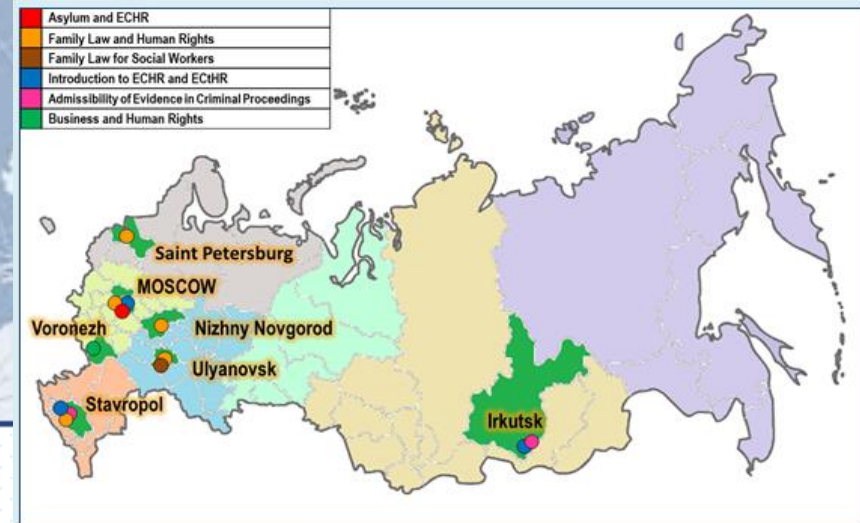 Asylum and ECHR
Family Law and Human Rights
Family Law for Social Workers
Introduction to ECHR and ECtHR
Admissibility of Evidence in Criminal Proceedings
Business and Human Rights
Saint Petersburg
MOSCOW
Voronezh
Nizhny Novgorod
Ulyanovsk
Stavropol
Irkutsk